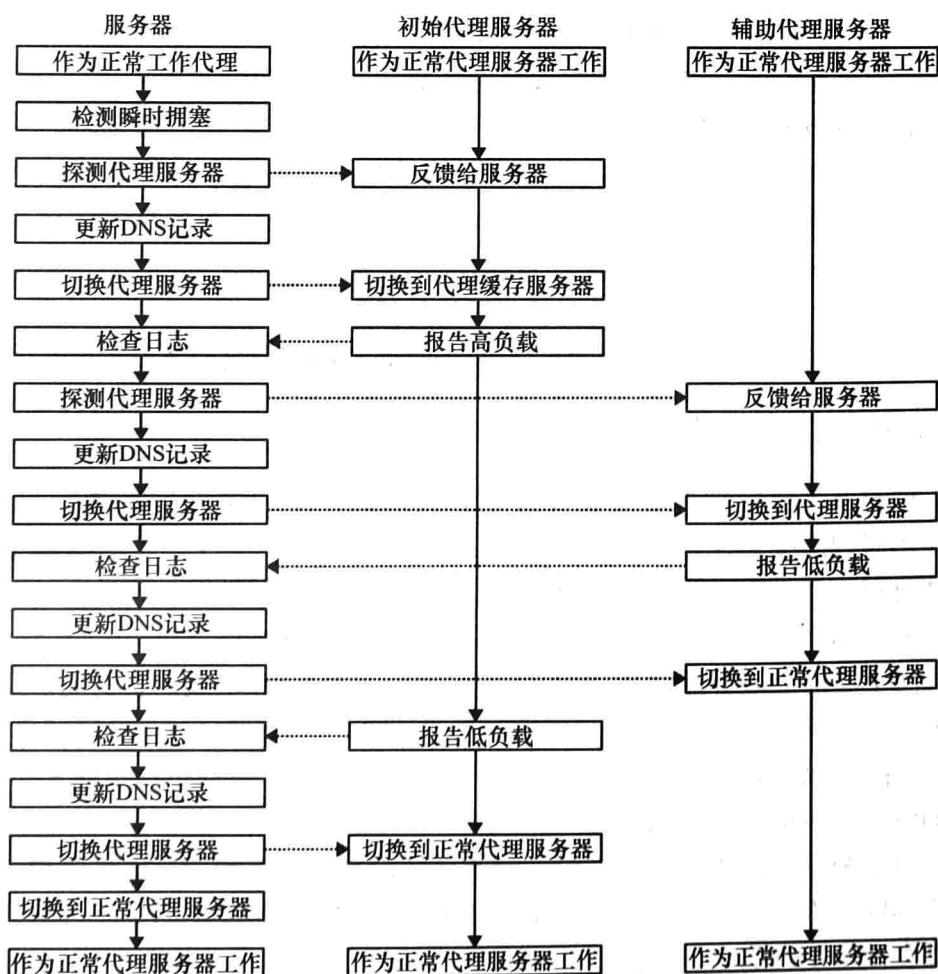 服务器
初始代理服务器
辅助代理服务器
作为正常工作代理
作为正常代理服务器工作
作为正常代理服务器工作
检测瞬时拥塞
探测代理服务器
反馈给服务器
更新DNS记录
切换代理服务器
切换到代理缓存服务器
检查日志
报告高负载
探测代理服务器
反馈给服务器
更新DNS记录
切换代理服务器
切换到代理服务器
检查日志
报告低负载
更新DNS记录
切换代理服务器
切换到正常代理服务器
检查日志
报告低负载
更新DNS记录
切换代理服务器
切换到正常代理服务器
切换到正常代理服务器
作为正常代理服务器工作
作为正常代理服务器工作
作为正常代理服务器工作